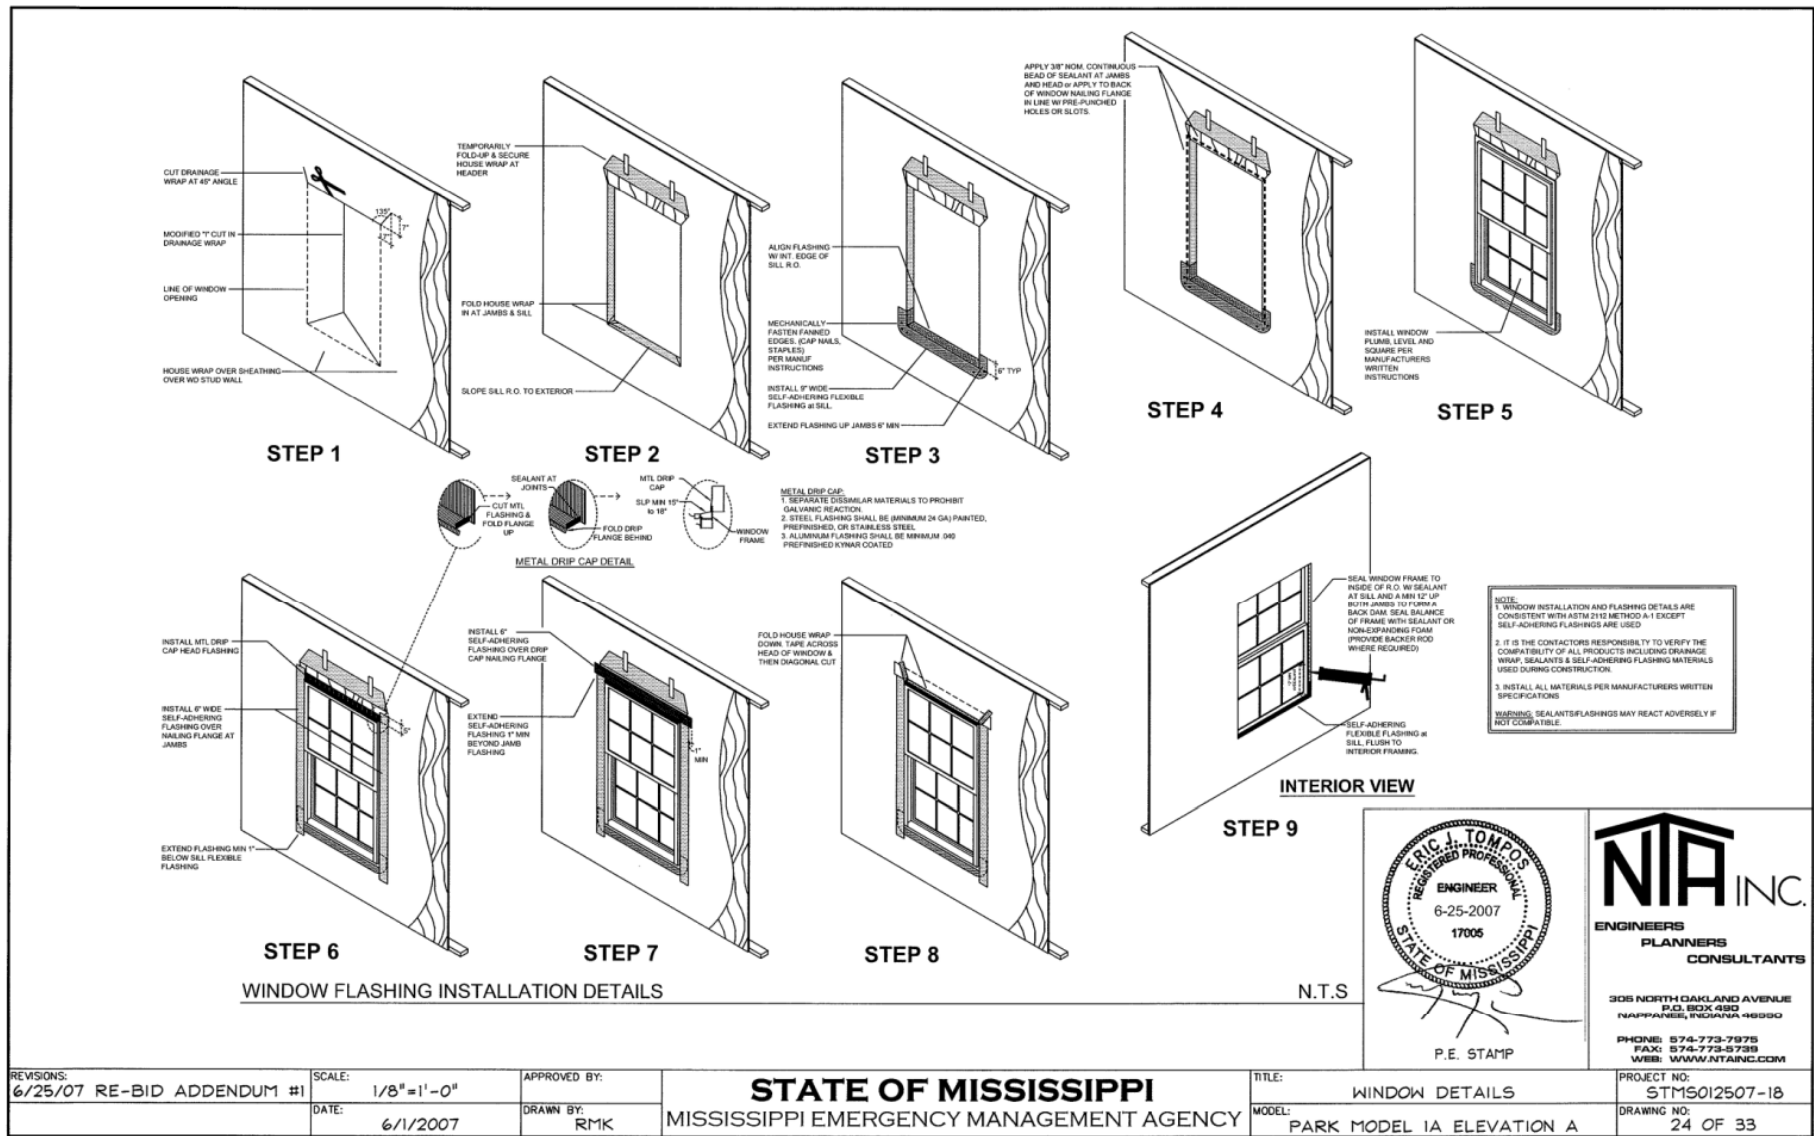 CUT DRAINAGE
WRAP AT 45° ANGLE
MODIFIED "I" CUT IN
DRAINAGE WRAP
LINE OF WINDOW
OPENING
HOUSE WRAP OVER SHEATHING
OVER WD STUD WALL
135°
7"
STEP 1
TEMPORARILY
FOLD-UP & SECURE
HOUSE WRAP AT
HEADER
FOLD HOUSE WRAP
IN AT JAMBS & SILL
SLOPE SILL R.O. TO EXTERIOR
STEP 2
ALIGN FLASHING
W/ INT. EDGE OF
SILL R.O.
MECHANICALLY
FASTEN FANNED
EDGES. (CAP NAILS,
STAPLES)
PER MANUF
INSTRUCTIONS
INSTALL 9" WIDE
SELF-ADHERING FLEXIBLE
FLASHING at SILL.
EXTEND FLASHING UP JAMBS 6" MIN
6" TYP
STEP 3
APPLY 3/8" NOM. CONTINUOUS
BEAD OF SEALANT AT JAMBS
AND HEAD or APPLY TO BACK
OF WINDOW NAILING FLANGE
IN LINE W/ PRE-PUNCHED
HOLES OR SLOTS.
STEP 4
INSTALL WINDOW
PLUMB, LEVEL AND
SQUARE PER
MANUFACTURERS
WRITTEN
INSTRUCTIONS
STEP 5
CUT MTL
FLASHING &
FOLD FLANGE
UP
SEALANT AT
JOINTS
FOLD DRIP
FLANGE BEHIND
MTL DRIP
CAP
SLP MIN 15°
to 18°
WINDOW
FRAME
METAL DRIP CAP DETAIL
METAL DRIP CAP:
1. SEPARATE DISSIMILAR MATERIALS TO PROHIBIT
GALVANIC REACTION.
2. STEEL FLASHING SHALL BE (MINIMUM 24 GA) PAINTED,
PREFINISHED, OR STAINLESS STEEL
3. ALUMINUM FLASHING SHALL BE MINIMUM .040
PREFINISHED KYNAR COATED
INSTALL MTL DRIP
CAP HEAD FLASHING
INSTALL 6" WIDE
SELF-ADHERING
FLASHING OVER
NAILING FLANGE AT
JAMBS
EXTEND FLASHING MIN 1"
BELOW SILL FLEXIBLE
FLASHING
STEP 6
INSTALL 6"
SELF-ADHERING
FLASHING OVER DRIP
CAP NAILING FLANGE
EXTEND
SELF-ADHERING
FLASHING 1" MIN
BEYOND JAMB
FLASHING
1"
MIN
STEP 7
FOLD HOUSE WRAP
DOWN. TAPE ACROSS
HEAD OF WINDOW &
THEN DIAGONAL CUT
STEP 8
SEAL WINDOW FRAME TO
INSIDE OF R.O. W/ SEALANT
AT SILL AND A MIN 12" UP
BOTH JAMBS TO FORM A
BACK DAM. SEAL BALANCE
OF FRAME WITH SEALANT OR
NON-EXPANDING FOAM
(PROVIDE BACKER ROD
WHERE REQUIRED)
SELF-ADHERING
FLEXIBLE FLASHING at
SILL, FLUSH TO
INTERIOR FRAMING.
INTERIOR VIEW
STEP 9
NOTE:
1. WINDOW INSTALLATION AND FLASHING DETAILS ARE
CONSISTENT WITH ASTM 2112 METHOD A-1 EXCEPT
SELF-ADHERING FLASHINGS ARE USED
2. IT IS THE CONTACTORS RESPONSIBILTY TO VERIFY THE
COMPATIBILITY OF ALL PRODUCTS INCLUDING DRAINAGE
WRAP, SEALANTS & SELF-ADHERING FLASHING MATERIALS
USED DURING CONSTRUCTION.
3. INSTALL ALL MATERIALS PER MANUFACTURERS WRITTEN
SPECIFICATIONS
WARNING: SEALANTS/FLASHINGS MAY REACT ADVERSELY IF
NOT COMPATIBLE.
WINDOW FLASHING INSTALLATION DETAILS
N.T.S
ERIC J. TOMPOS
REGISTERED PROFESSIONAL
ENGINEER
6-25-2007
17005
STATE OF MISSISSIPPI
P.E. STAMP
NTA INC.
ENGINEERS
PLANNERS
CONSULTANTS
305 NORTH OAKLAND AVENUE
P.O. BOX 490
NAPPANEE, INDIANA 46550
PHONE: 574-773-7975
FAX: 574-773-5739
WEB: WWW.NTAINC.COM
REVISIONS:
6/25/07 RE-BID ADDENDUM #1
SCALE:
1/8"=1'-0"
DATE:
6/1/2007
APPROVED BY:
DRAWN BY:
RMK
STATE OF MISSISSIPPI
MISSISSIPPI EMERGENCY MANAGEMENT AGENCY
TITLE:
WINDOW DETAILS
MODEL:
PARK MODEL 1A ELEVATION A
PROJECT NO:
STMS012507-18
DRAWING NO:
24 OF 33